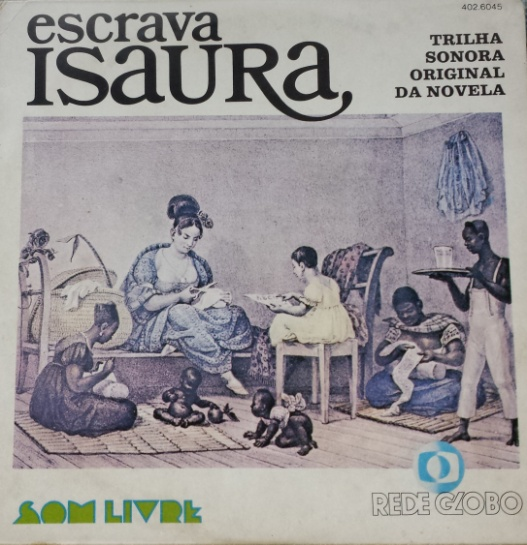 402.6045
escrava
ISAURA
TRILHA
SONORA
ORIGINAL
DA NOVELA
SOM LIVRE
REDE GLOBO